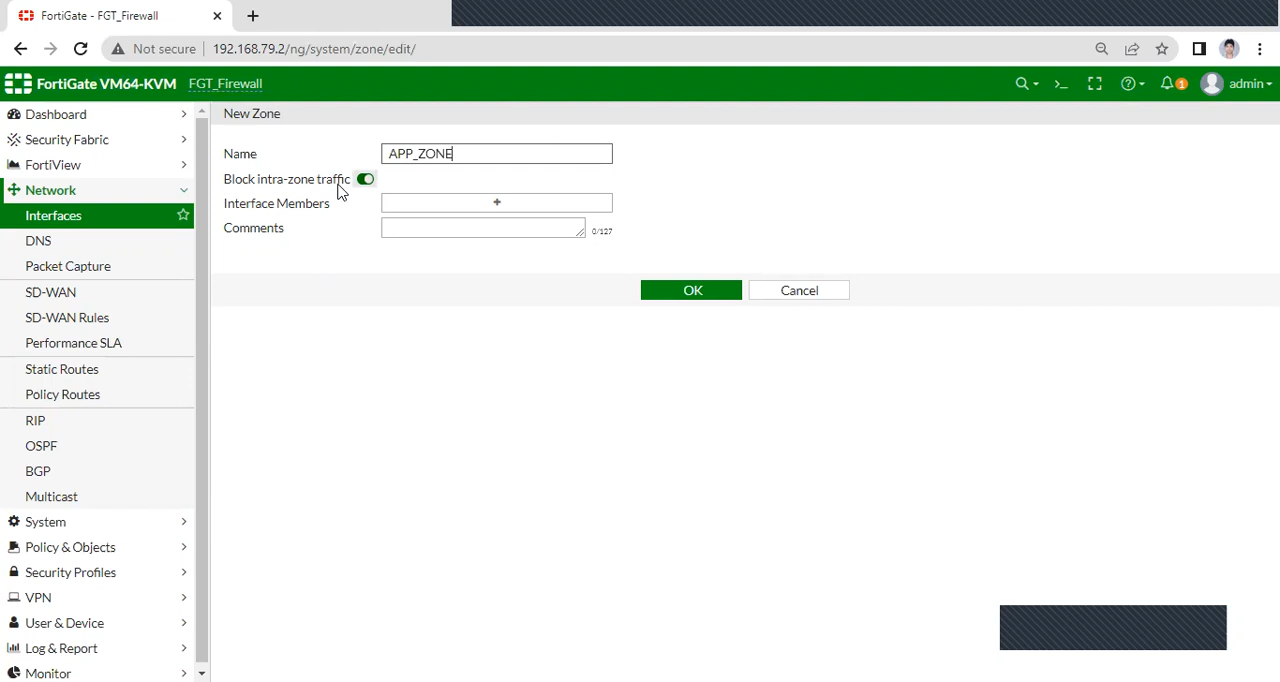 FortiGate - FGT_Firewall
Not secure 192.168.79.2/ng/system/zone/edit/
FortiGate VM64-KVM FGT_Firewall
1 admin
Dashboard
Security Fabric
FortiView
Network
Interfaces
DNS
Packet Capture
SD-WAN
SD-WAN Rules
Performance SLA
Static Routes
Policy Routes
RIP
OSPF
BGP
Multicast
System
Policy & Objects
Security Profiles
VPN
User & Device
Log & Report
Monitor
New Zone
Name APP_ZONE
Block intra-zone traffic
Interface Members +
Comments 0/127
OK Cancel